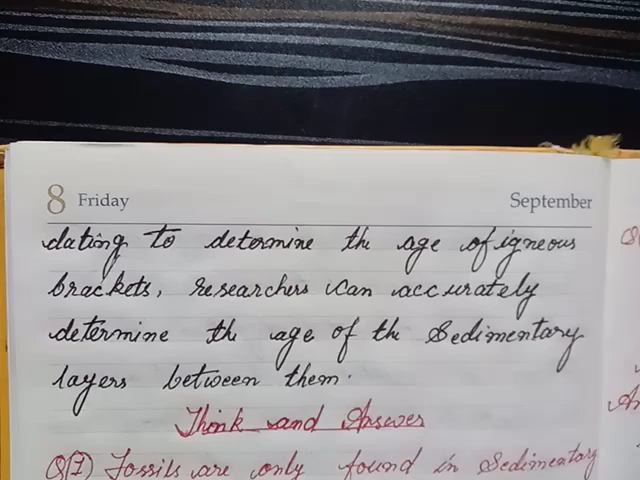 8 Friday September
dating to determine the age of igneous
brackets, researchers can accurately
determine the age of the Sedimentary
layers between them.
Think and Answer
Q(1) Fossils are only found in Sedimentary